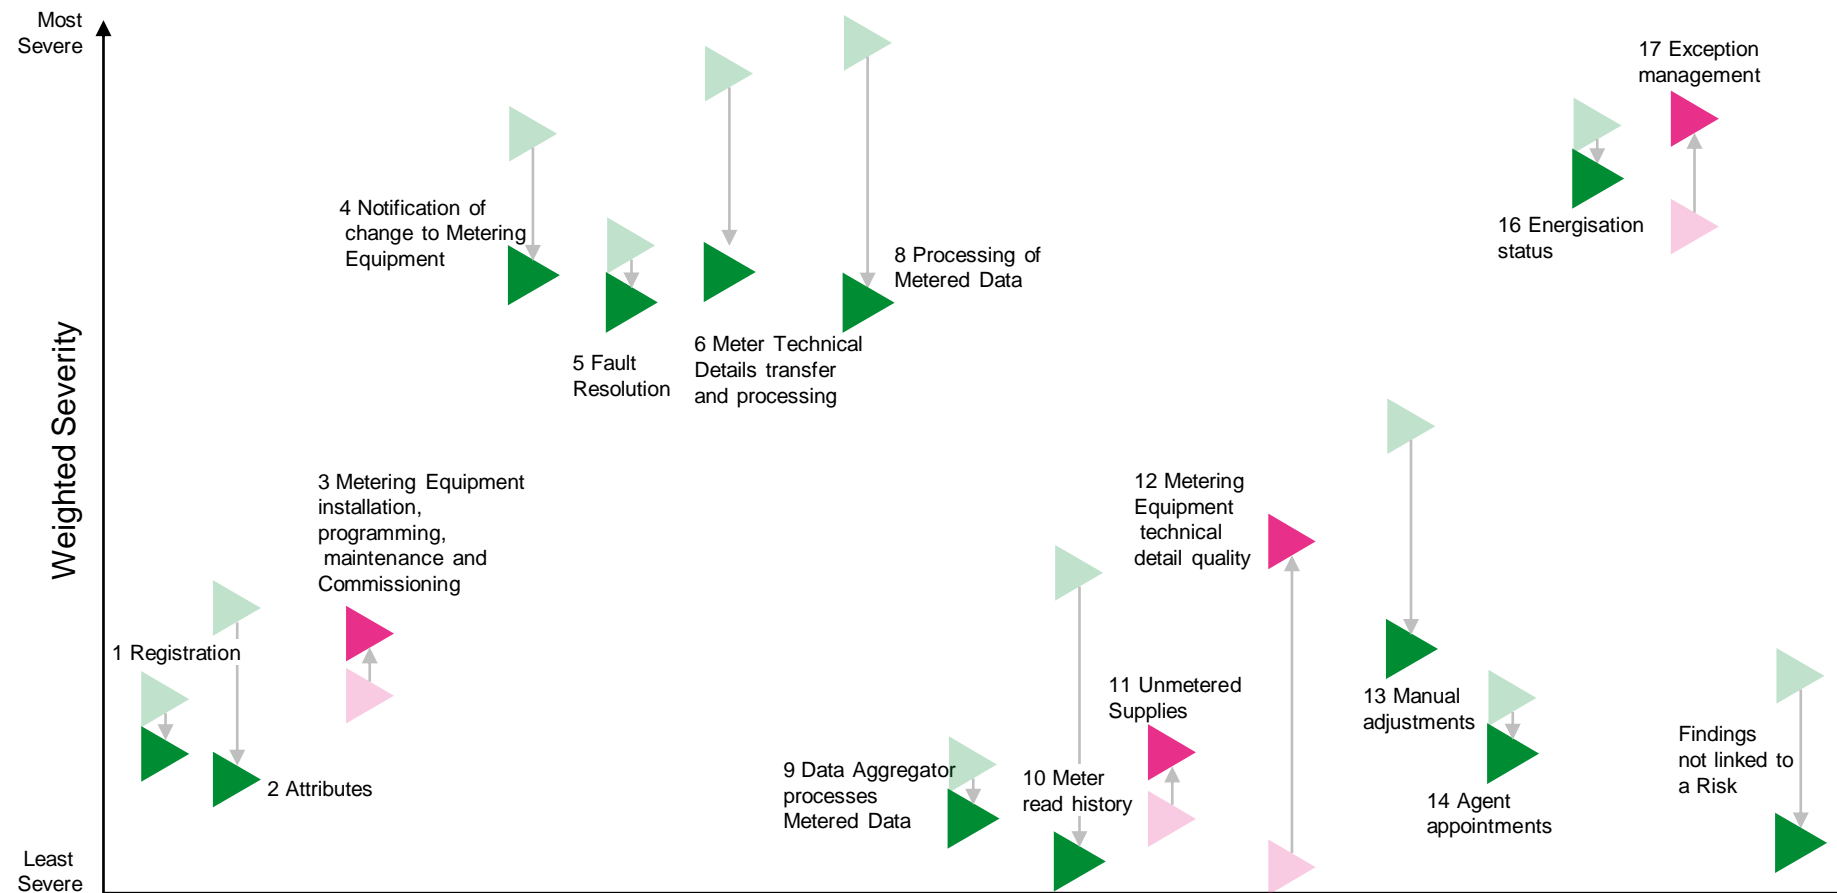 Most
Severe
Weighted Severity
Least
Severe
1 Registration
2 Attributes
3 Metering Equipment
installation,
programming,
maintenance and
Commissioning
4 Notification of
change to Metering
Equipment
5 Fault
Resolution
6 Meter Technical
Details transfer
and processing
8 Processing of
Metered Data
9 Data Aggregator
processes
Metered Data
10 Meter
read history
11 Unmetered
Supplies
12 Metering
Equipment
technical
detail quality
13 Manual
adjustments
14 Agent
appointments
16 Energisation
status
17 Exception
management
Findings
not linked to
a Risk